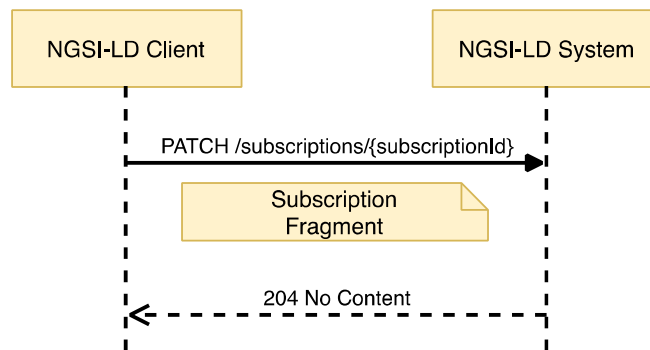 NGSI-LD Client
NGSI-LD System
PATCH /subscriptions/{subscriptionId}
Subscription
Fragment
204 No Content